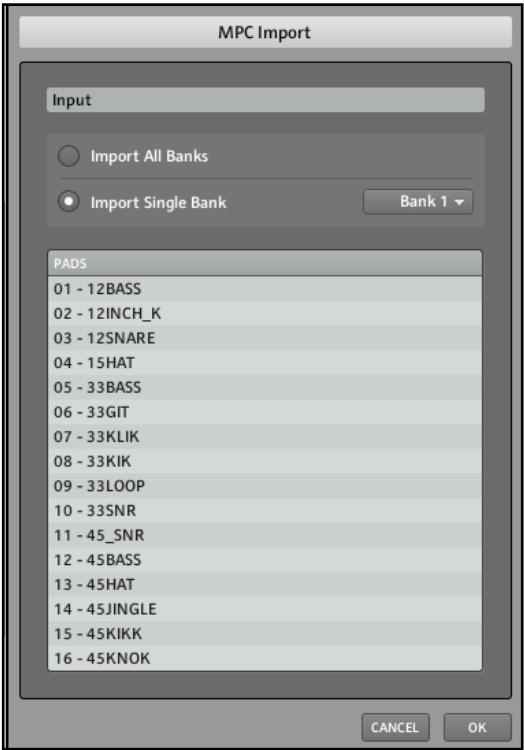 MPC Import
Input
Import All Banks
Import Single Bank Bank 1
PADS
01 - 12BASS
02 - 12INCH_K
03 - 12SNARE
04 - 15HAT
05 - 33BASS
06 - 33GIT
07 - 33KLIK
08 - 33KIK
09 - 33LOOP
10 - 33SNR
11 - 45_SNR
12 - 45BASS
13 - 45HAT
14 - 45JINGLE
15 - 45KIKK
16 - 45KNOK
CANCEL OK